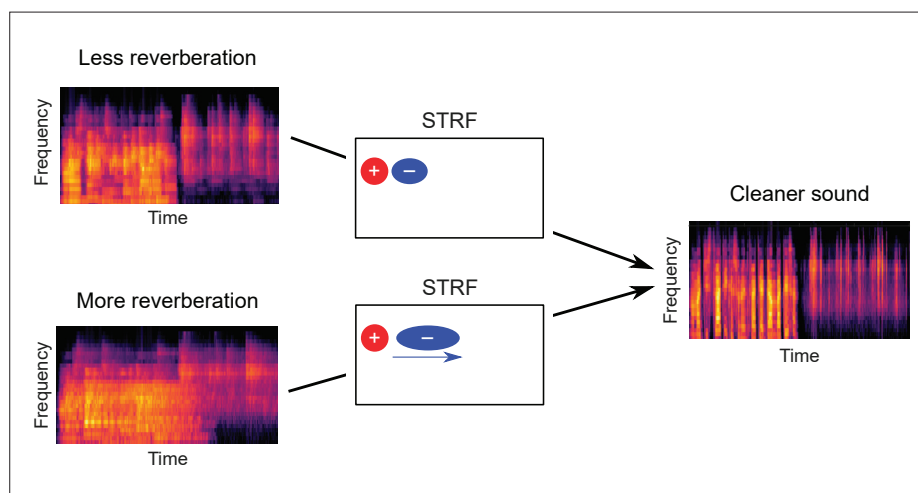 Less reverberation
Frequency
Time
STRF
+ −
Cleaner sound
Frequency
Time
More reverberation
Frequency
Time
STRF
+ −